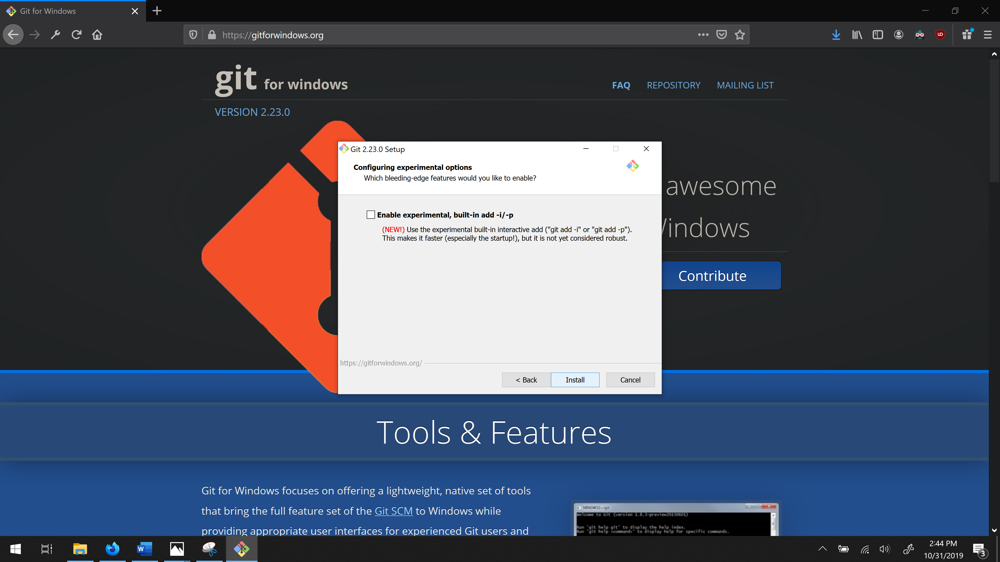 Git for Windows
https://gitforwindows.org
git for windows
FAQ REPOSITORY MAILING LIST
VERSION 2.23.0
Git 2.23.0 Setup
Configuring experimental options
Which bleeding-edge features would you like to enable?
awesome
Windows
Enable experimental, built-in add -i/-p
(NEW!) Use the experimental built-in interactive add ("git add -i" or "git add -p").
This makes it faster (especially the startup!), but it is not yet considered robust.
Contribute
https://gitforwindows.org/
< Back Install Cancel
Tools & Features
Git for Windows focuses on offering a lightweight, native set of tools
that bring the full feature set of the Git SCM to Windows while
providing appropriate user interfaces for experienced Git users and
MINGW32:~/git
Welcome to Git (version 1.8.3-preview20130601)
Run 'git help git' to display the help index.
Run 'git help <command>' to display help for specific commands.
2:44 PM
10/31/2019
3